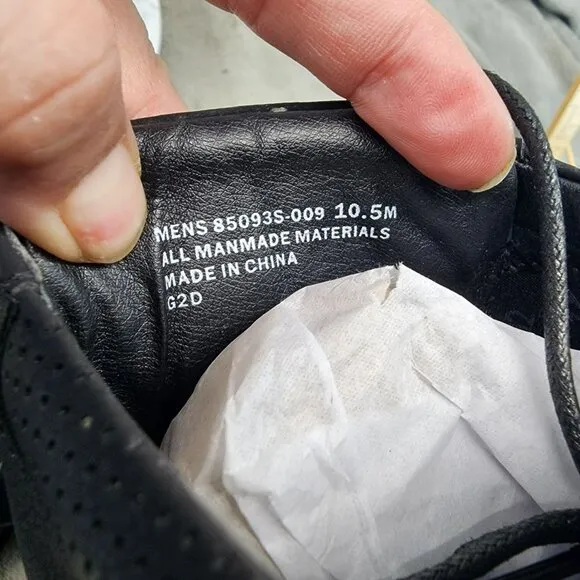 MENS 85093S-009 10.5M
ALL MANMADE MATERIALS
MADE IN CHINA
G2D